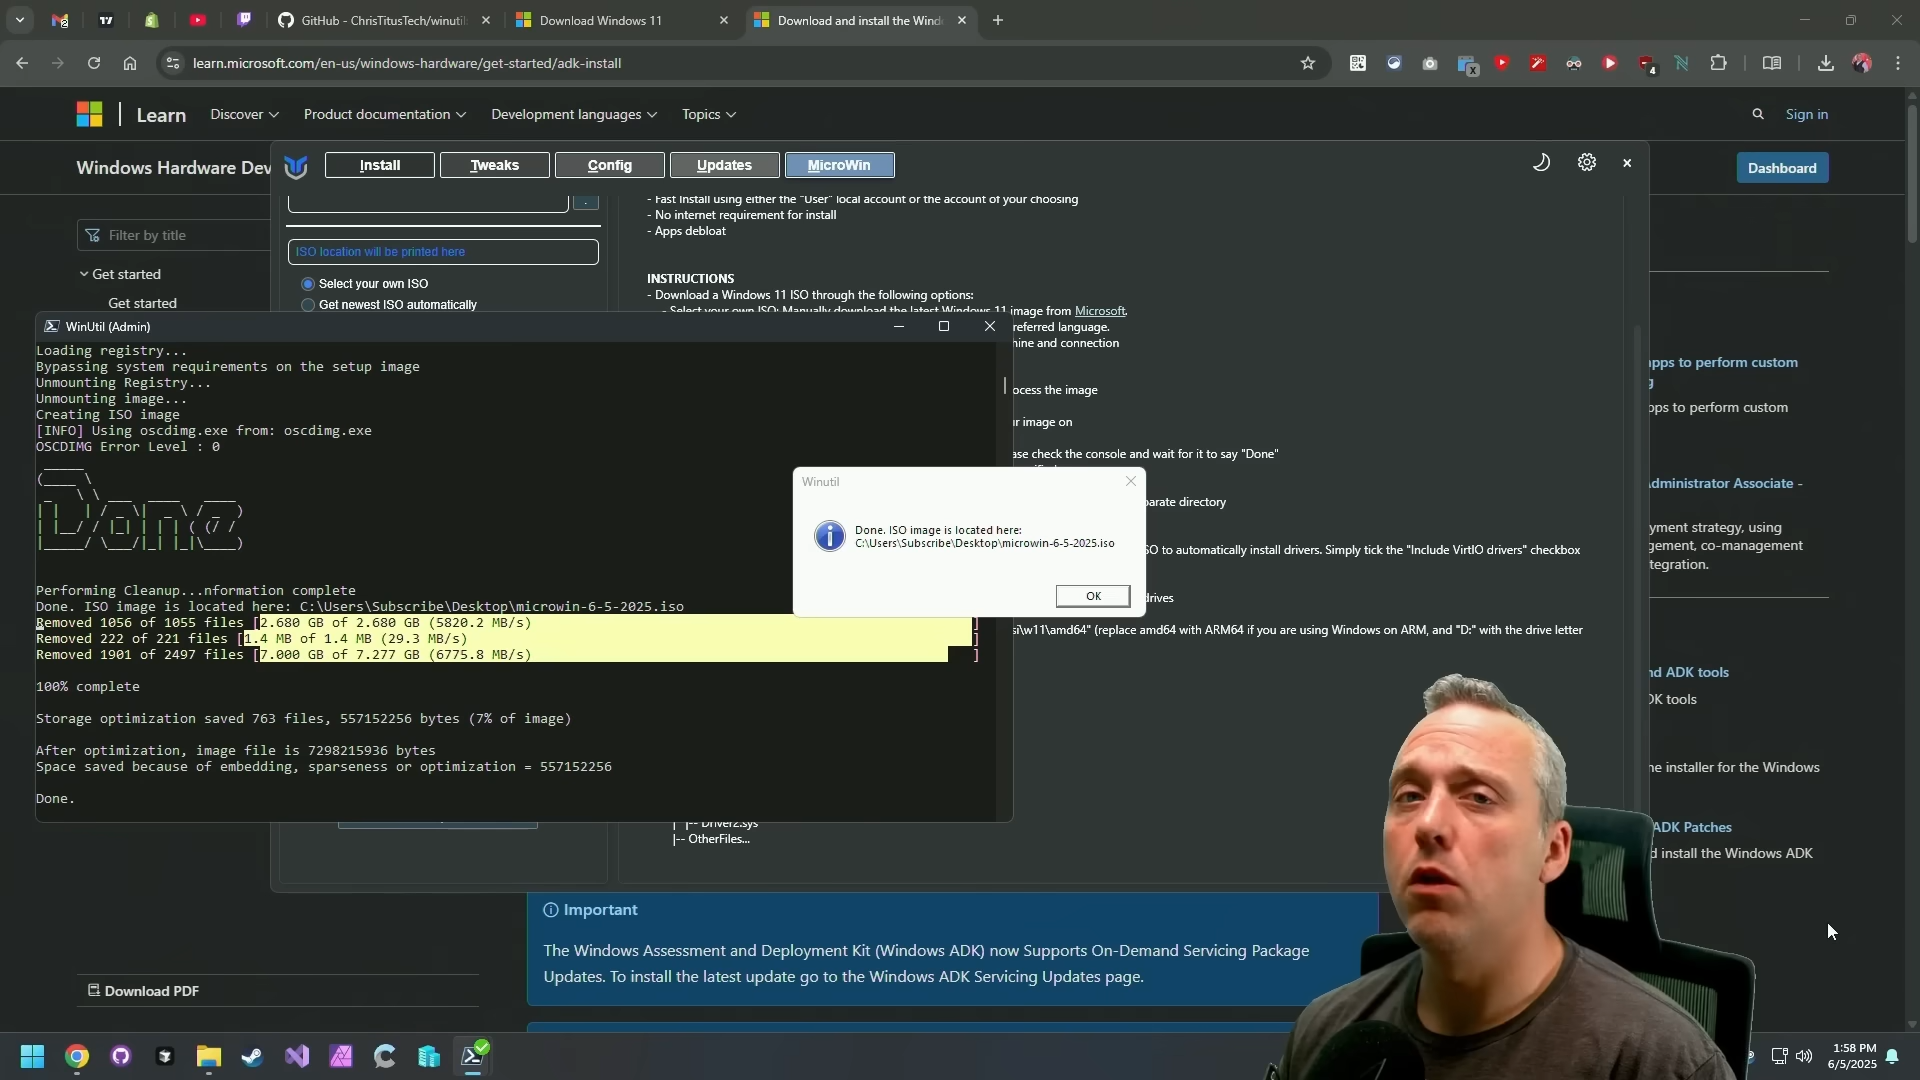 GitHub - ChrisTitusTech/winutil
Download Windows 11
Download and install the Wind
learn.microsoft.com/en-us/windows-hardware/get-started/adk-install
Learn
Discover
Product documentation
Development languages
Topics
Sign in
Windows Hardware Dev
Dashboard
Install
Tweaks
Config
Updates
MicroWin
Filter by title
Get started
Get started
ISO location will be printed here
Select your own ISO
Get newest ISO automatically
- Fast Install using either the "User" local account or the account of your choosing
- No internet requirement for install
- Apps debloat
INSTRUCTIONS
- Download a Windows 11 ISO through the following options:
- Select your own ISO: Manually download the latest Windows 11 image from Microsoft.
referred language.
hine and connection
ocess the image
ir image on
ase check the console and wait for it to say "Done"
parate directory
SO to automatically install drivers. Simply tick the "Include VirtIO drivers" checkbox
drives
si\w11\amd64" (replace amd64 with ARM64 if you are using Windows on ARM, and "D:" with the drive letter
|-- Driver2.sys
|-- OtherFiles...
WinUtil (Admin)
Loading registry...
Bypassing system requirements on the setup image
Unmounting Registry...
Unmounting image...
Creating ISO image
[INFO] Using oscdimg.exe from: oscdimg.exe
OSCDIMG Error Level : 0
Done
Performing Cleanup...nformation complete
Done. ISO image is located here: C:\Users\Subscribe\Desktop\microwin-6-5-2025.iso
Removed 1056 of 1055 files [2.680 GB of 2.680 GB (5820.2 MB/s) ]
Removed 222 of 221 files [1.4 MB of 1.4 MB (29.3 MB/s) ]
Removed 1901 of 2497 files [7.000 GB of 7.277 GB (6775.8 MB/s) ]
100% complete
Storage optimization saved 763 files, 557152256 bytes (7% of image)
After optimization, image file is 7298215936 bytes
Space saved because of embedding, sparseness or optimization = 557152256
Done.
Winutil
Done. ISO image is located here:
C:\Users\Subscribe\Desktop\microwin-6-5-2025.iso
OK
apps to perform custom
pps to perform custom
Administrator Associate -
yment strategy, using
gement, co-management
tegration.
nd ADK tools
DK tools
ne installer for the Windows
ADK Patches
d install the Windows ADK
Important
The Windows Assessment and Deployment Kit (Windows ADK) now Supports On-Demand Servicing Package
Updates. To install the latest update go to the Windows ADK Servicing Updates page.
Download PDF
1:58 PM
6/5/2025